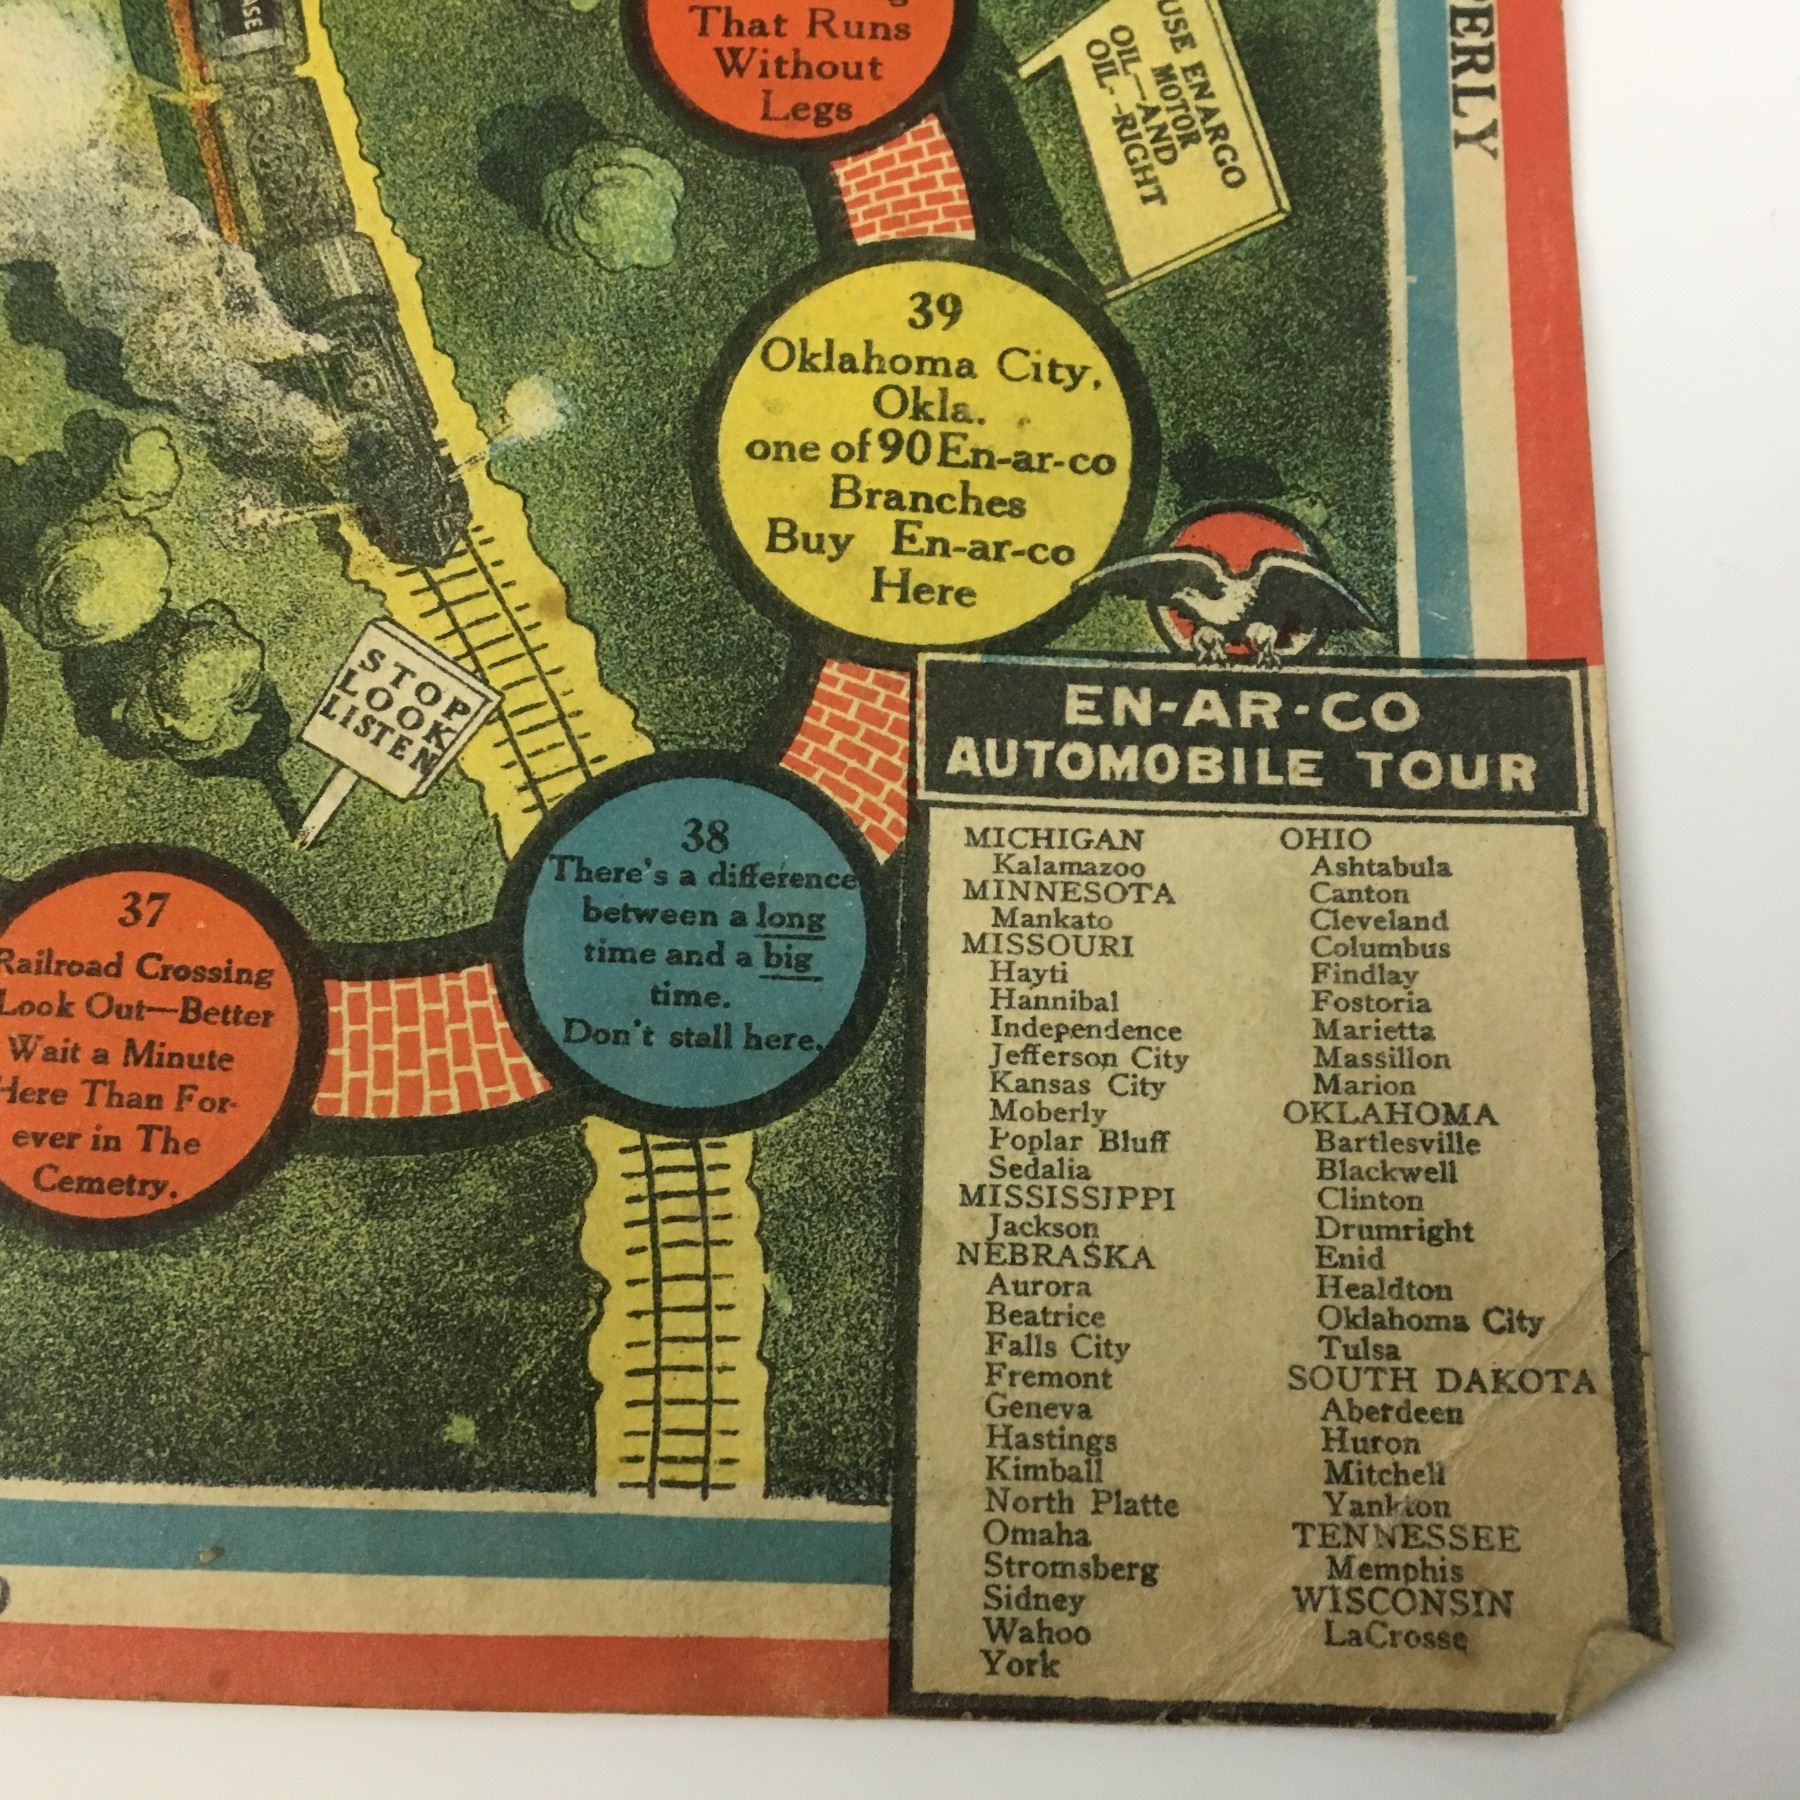 That Runs
Without
Legs
USE ENARGO
MOTOR
OIL—AND
OIL--RIGHT
ERLY
39
Oklahoma City,
Okla.
one of 90 En-ar-co
Branches
Buy En-ar-co
Here
STOP
LOOK
LISTEN
38
There's a difference
between a long
time and a big
time.
Don't stall here.
37
Railroad Crossing
Look Out—Better
Wait a Minute
Here Than For-
ever in The
Cemetry.
EN-AR-CO
AUTOMOBILE TOUR
MICHIGAN
Kalamazoo
MINNESOTA
Mankato
MISSOURI
Hayti
Hannibal
Independence
Jefferson City
Kansas City
Moberly
Poplar Bluff
Sedalia
MISSISSIPPI
Jackson
NEBRASKA
Aurora
Beatrice
Falls City
Fremont
Geneva
Hastings
Kimball
North Platte
Omaha
Stromsberg
Sidney
Wahoo
York
OHIO
Ashtabula
Canton
Cleveland
Columbus
Findlay
Fostoria
Marietta
Massillon
Marion
OKLAHOMA
Bartlesville
Blackwell
Clinton
Drumright
Enid
Healdton
Oklahoma City
Tulsa
SOUTH DAKOTA
Aberdeen
Huron
Mitchell
Yankton
TENNESSEE
Memphis
WISCONSIN
LaCrosse